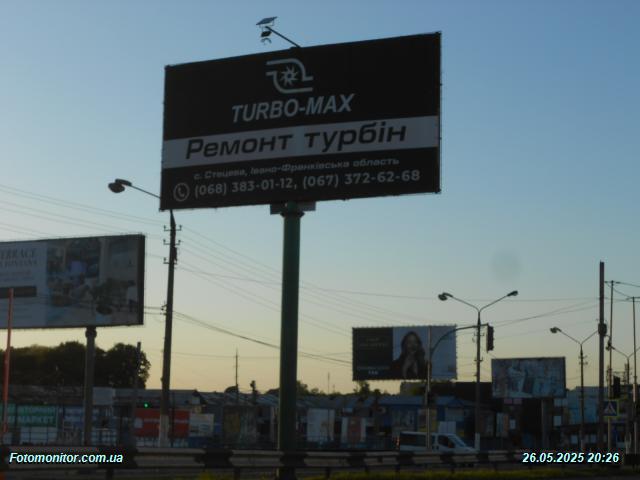 TURBO-MAX
Ремонт турбін
с. Стецева, Івано-Франківська область
(068) 383-01-12, (067) 372-62-68
МАРКЕТ
Fotomonitor.com.ua
26.05.2025 20:26